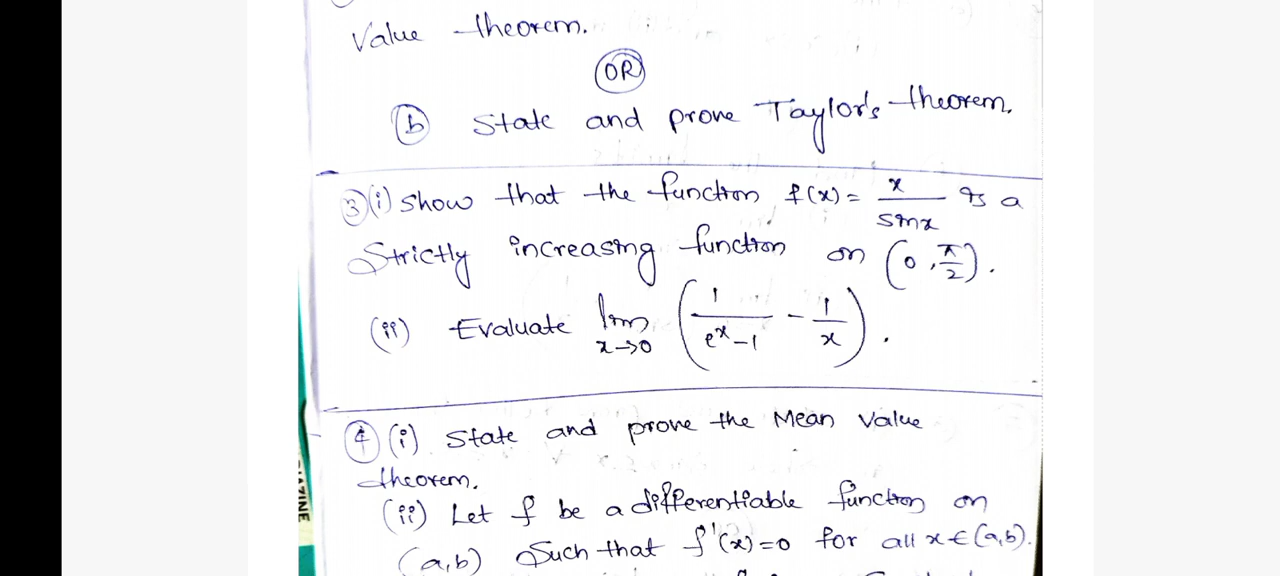 Value theorem.
OR
b State and prove Taylor's theorem.
3 (i) Show that the function f(x) = x / sin x is a
Strictly increasing function on (0, π/2).
(ii) Evaluate lim x→0 (1 / e^x -1 - 1/x).
4 (i) State and prove the Mean Value
theorem.
(ii) Let f be a differentiable function on
(a,b) Such that f'(x)=0 for all x∈(a,b).
AZINE